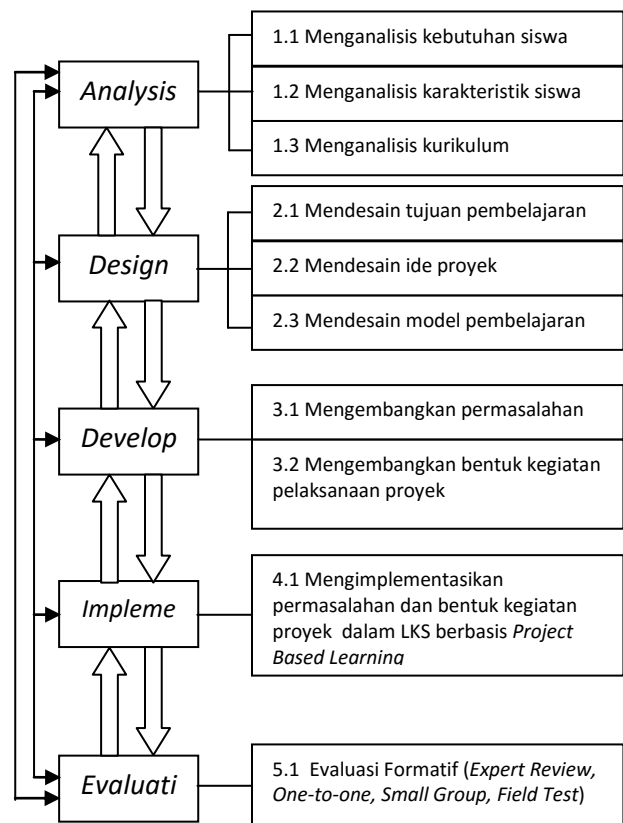 Analysis
1.1 Menganalisis kebutuhan siswa
1.2 Menganalisis karakteristik siswa
1.3 Menganalisis kurikulum
Design
2.1 Mendesain tujuan pembelajaran
2.2 Mendesain ide proyek
2.3 Mendesain model pembelajaran
Develop
3.1 Mengembangkan permasalahan
3.2 Mengembangkan bentuk kegiatan
pelaksanaan proyek
Impleme
4.1 Mengimplementasikan
permasalahan dan bentuk kegiatan
proyek dalam LKS berbasis Project
Based Learning
Evaluati
5.1 Evaluasi Formatif (Expert Review,
One-to-one, Small Group, Field Test)